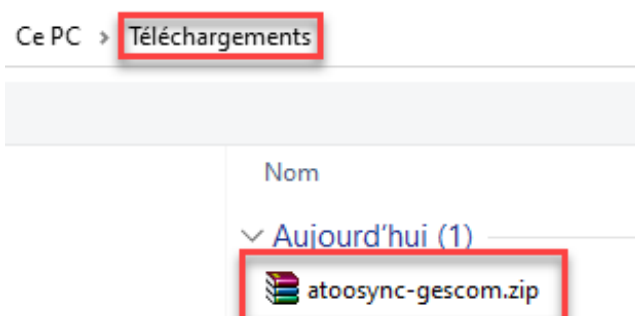 Ce PC > Téléchargements
Nom
Aujourd'hui (1)
atoosync-gescom.zip